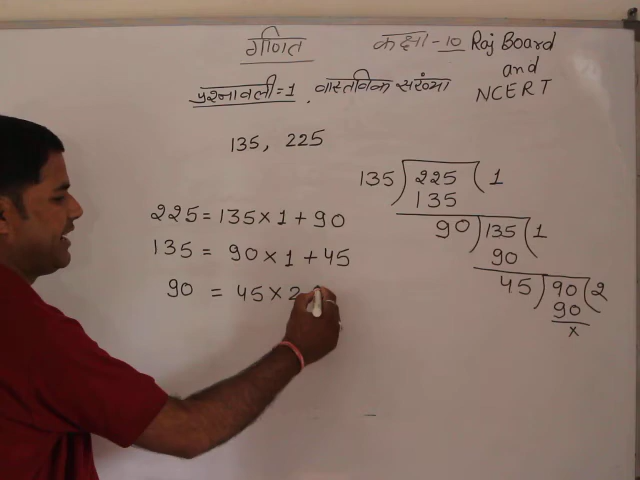 गणित
कक्षा - 10 Raj Board
and
NCERT
प्रश्नावली = 1 . वास्तविक संख्या
135, 225
225 = 135 × 1 + 90
135 = 90 × 1 + 45
90 = 45 × 2
135 ) 225 ( 1
135
90 ) 135 ( 1
90
45 ) 90 ( 2
90
×